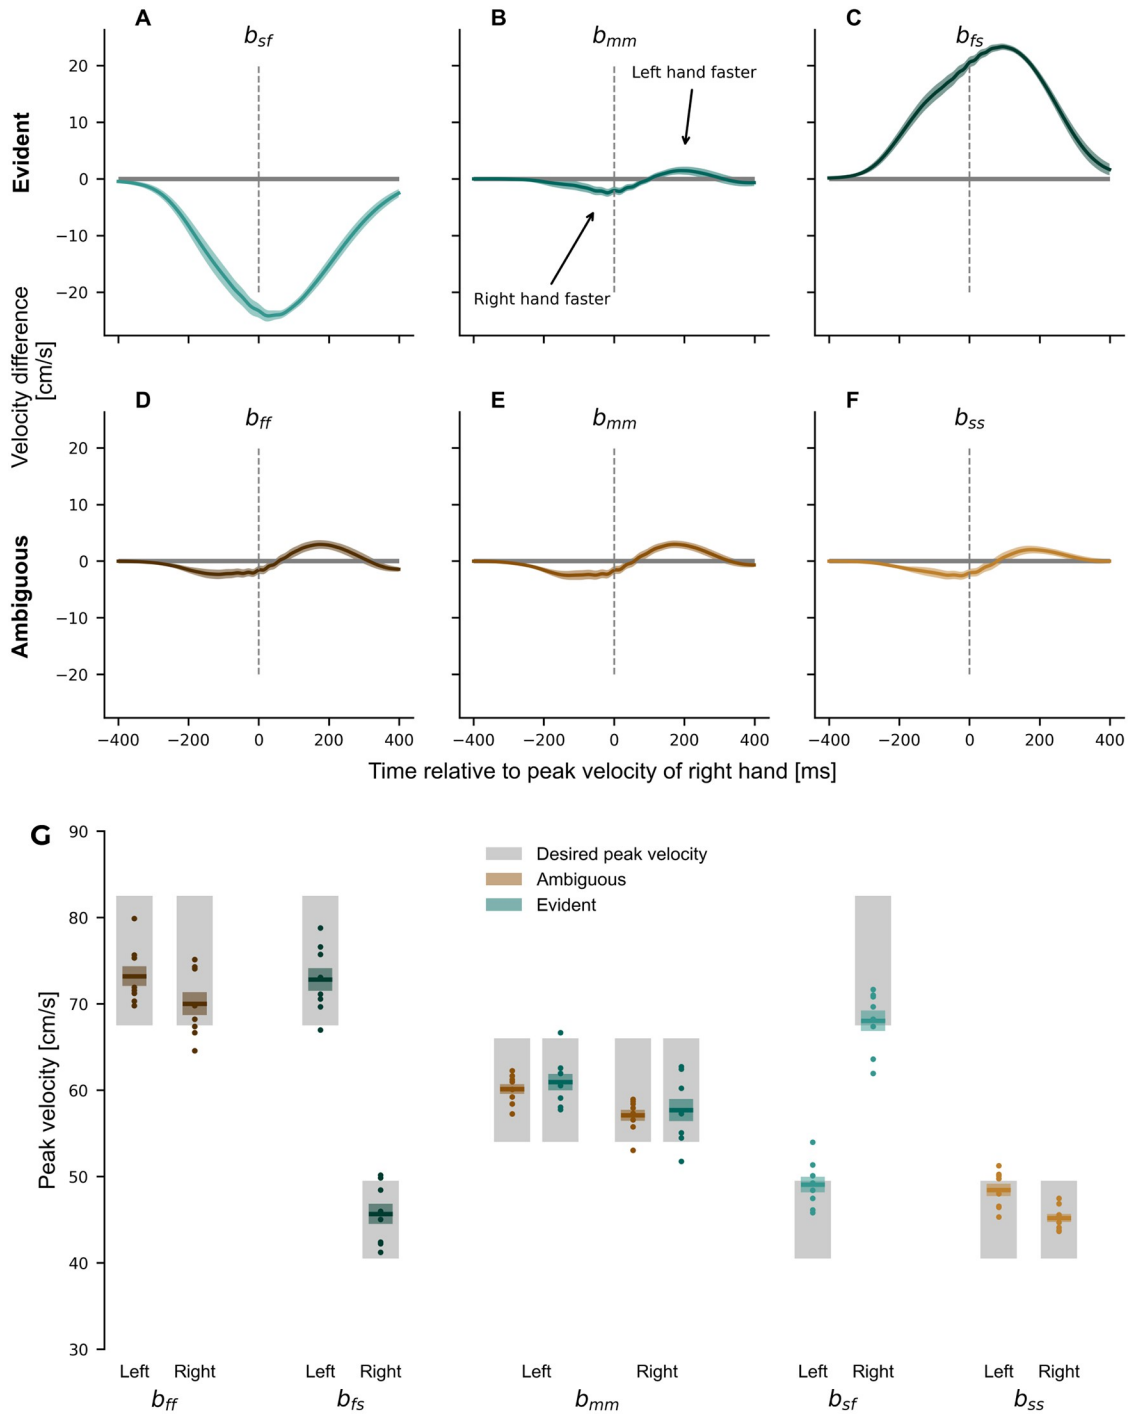 A B C
b_sf b_mm b_fs
20
10
0
−10
−20
Left hand faster
Right hand faster
Evident
Velocity difference
[cm/s]
D E F
b_ff b_mm b_ss
20
10
0
−10
−20
Ambiguous
−400 −200 0 200 400 −400 −200 0 200 400 −400 −200 0 200 400
Time relative to peak velocity of right hand [ms]
G
90
80
70
60
50
40
30
Peak velocity [cm/s]
Desired peak velocity
Ambiguous
Evident
Left Right Left Right Left Right Left Right Left Right
b_ff b_fs b_mm b_sf b_ss